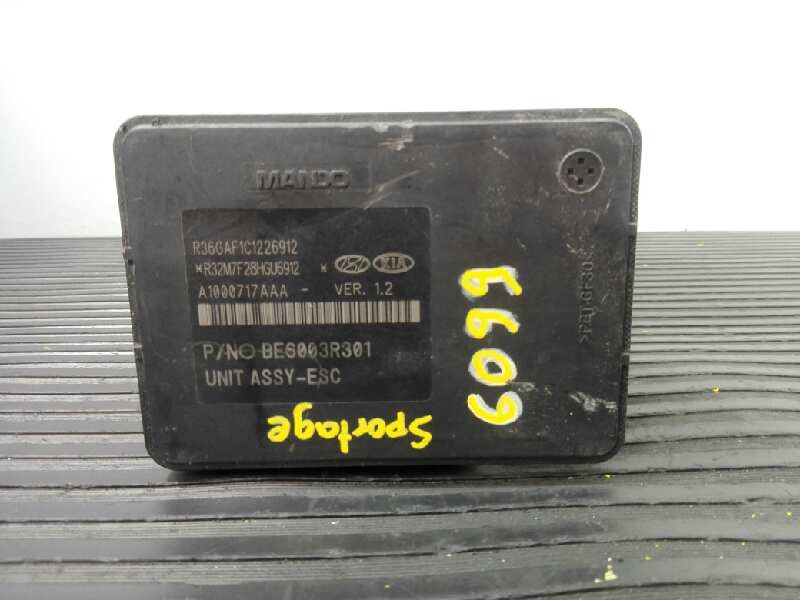 MANDO
R36GAF1C1226912
*R32M7F28HGU6912 *
KIA
A1000717AAA - VER. 1.2
P/NO BE6003R301
UNIT ASSY-ESC
Sportage
6099